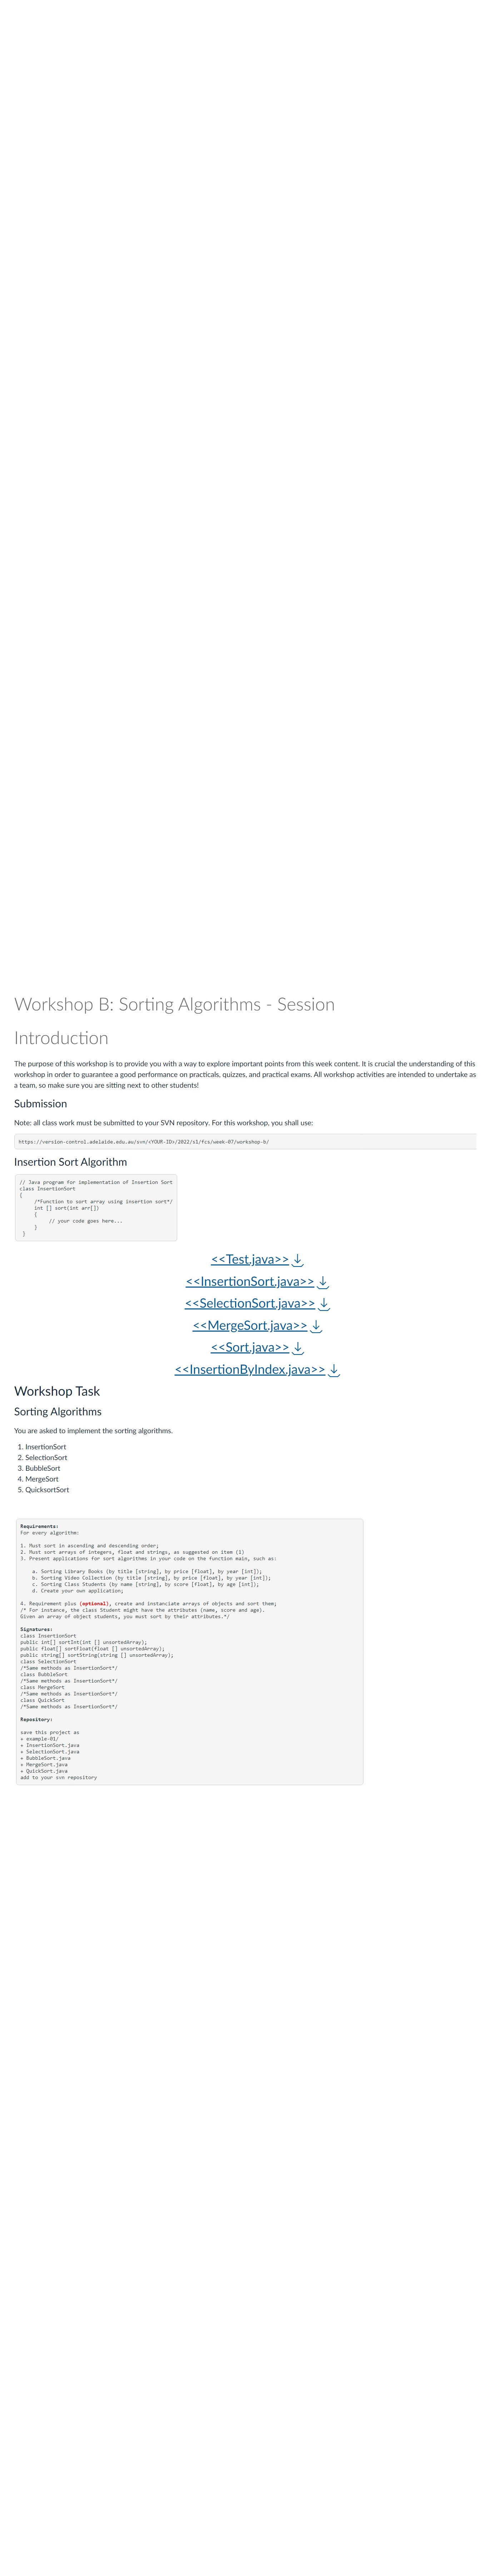 Workshop B: Sorting Algorithms - Session
Introduction
The purpose of this workshop is to provide you with a way to explore important points from this week content. It is crucial the understanding of this
workshop in order to guarantee a good performance on practicals, quizzes, and practical exams. All workshop activities are intended to undertake as
a team, so make sure you are sitting next to other students!
Submission
Note: all class work must be submitted to your SVN repository. For this workshop, you shall use:
https://version-control.adelaide.edu.au/svn/<YOUR-ID>/2022/s1/fcs/week-07/workshop-b/
Insertion Sort Algorithm
// Java program for implementation of Insertion Sort
class InsertionSort
{
/*Function to sort array using insertion sort*/
int [] sort(int arr[])
{
// your code goes here...
}
}
<<Test.java>>
<<InsertionSort.java>>
<<SelectionSort.java>>
<<MergeSort.java>>
<<Sort.java>>
<<InsertionByIndex.java>>
Workshop Task
Sorting Algorithms
You are asked to implement the sorting algorithms.
1. InsertionSort
2. SelectionSort
3. BubbleSort
4. MergeSort
5. QuicksortSort
Requirements:
For every algorithm:
1. Must sort in ascending and descending order;
2. Must sort arrays of integers, float and strings, as suggested on item (1)
3. Present applications for sort algorithms in your code on the function main, such as:
a. Sorting Library Books (by title [string], by price [float], by year [int]);
b. Sorting Video Collection (by title [string], by price [float], by year [int]);
c. Sorting Class Students (by name [string], by score [float], by age [int]);
d. Create your own application;
4. Requirement plus (optional), create and instanciate arrays of objects and sort them;
/* For instance, the class Student might have the attributes (name, score and age).
Given an array of object students, you must sort by their attributes.*/
Signatures:
class InsertionSort
public int[] sortInt(int [] unsortedArray);
public float[] sortFloat(float [] unsortedArray);
public string[] sortString(string [] unsortedArray);
class SelectionSort
/*Same methods as InsertionSort*/
class BubbleSort
/*Same methods as InsertionSort*/
class MergeSort
/*Same methods as InsertionSort*/
class QuickSort
/*Same methods as InsertionSort*/
Repository:
save this project as
+ example-01/
+ InsertionSort.java
+ SelectionSort.java
+ BubbleSort.java
+ MergeSort.java
+ QuickSort.java
add to your svn repository